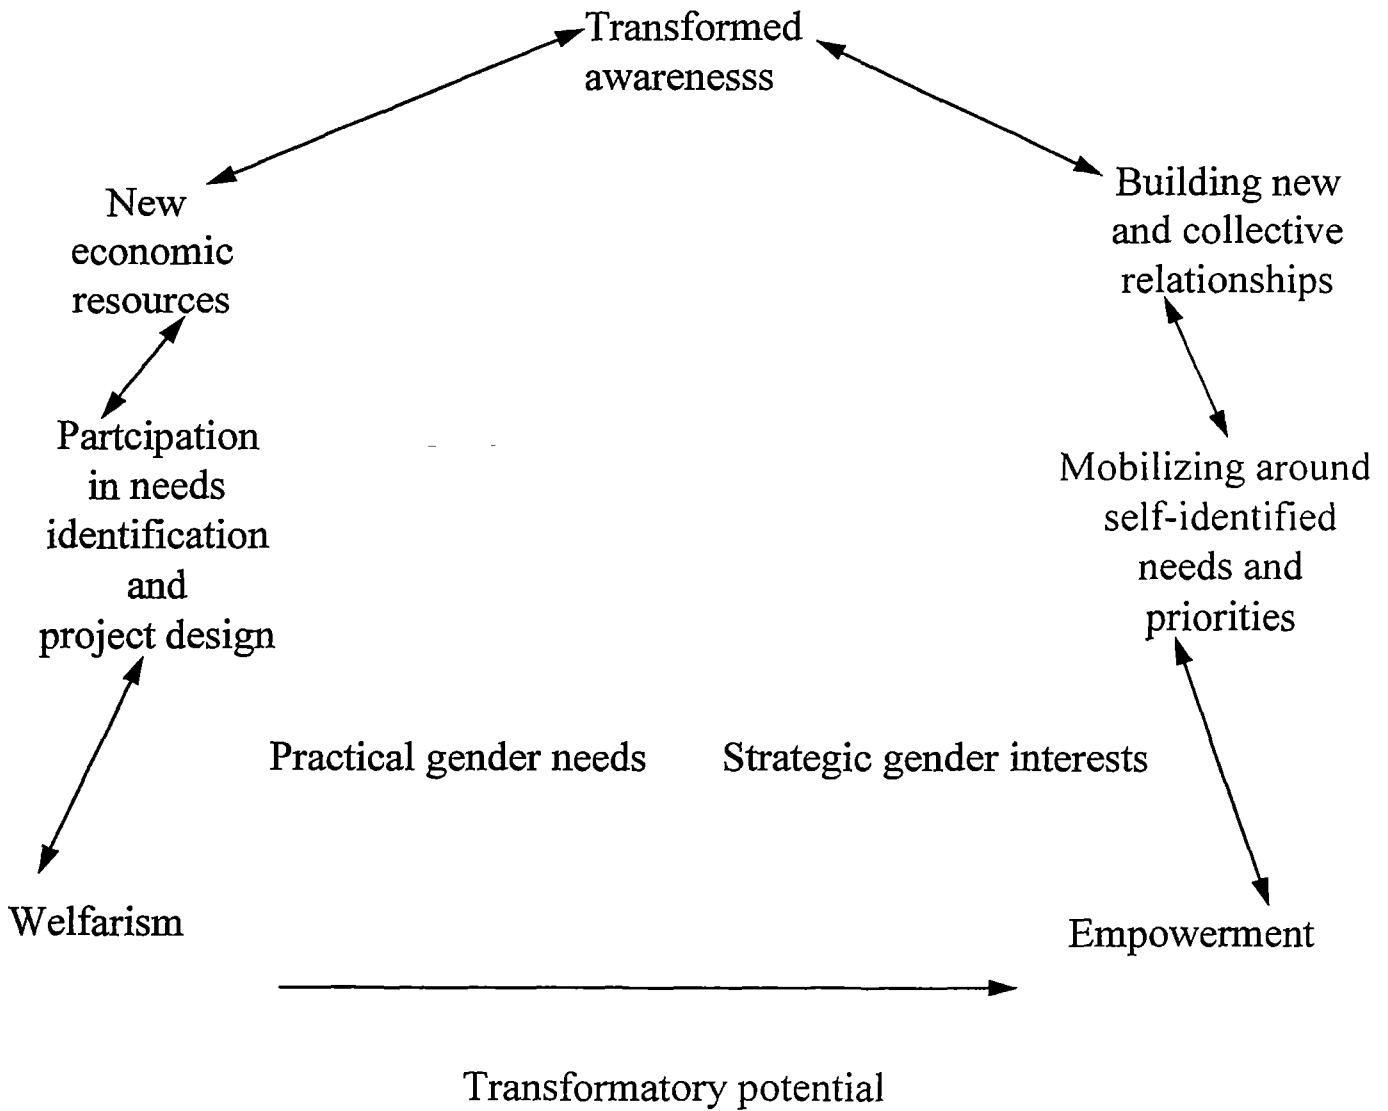 Transformed
awarenesss
New
economic
resources
Building new
and collective
relationships
Partcipation
in needs
identification
and
project design
Mobilizing around
self-identified
needs and
priorities
Practical gender needs
Strategic gender interests
Welfarism
Empowerment
Transformatory potential